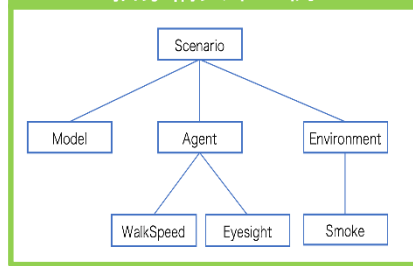 Scenario
Model
Agent
Environment
WalkSpeed
Eyesight
Smoke